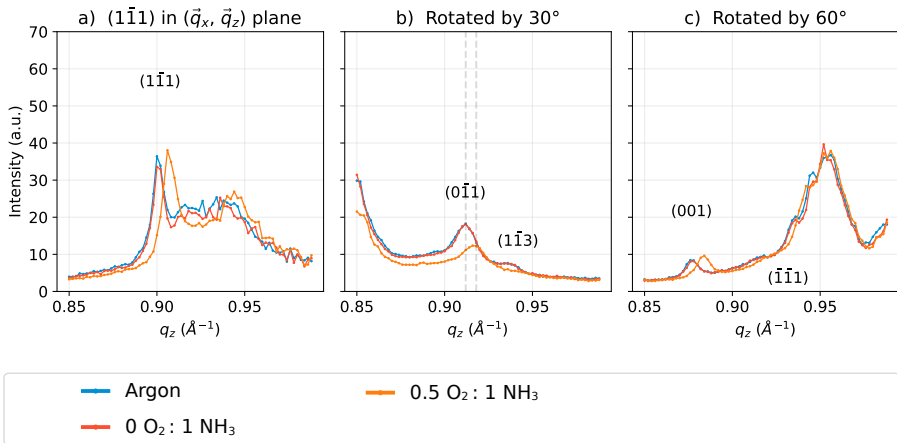 a) (11̄1) in (q⃗x, q⃗z) plane
b) Rotated by 30°
c) Rotated by 60°
Intensity (a.u.)
70
60
50
40
30
20
10
0
(11̄1)
(01̄1)
(11̄3)
(001)
(1̄1̄1)
0.85 0.90 0.95
0.85 0.90 0.95
0.85 0.90 0.95
qz (Å⁻¹)
qz (Å⁻¹)
qz (Å⁻¹)
Argon
0 O₂ : 1 NH₃
0.5 O₂ : 1 NH₃